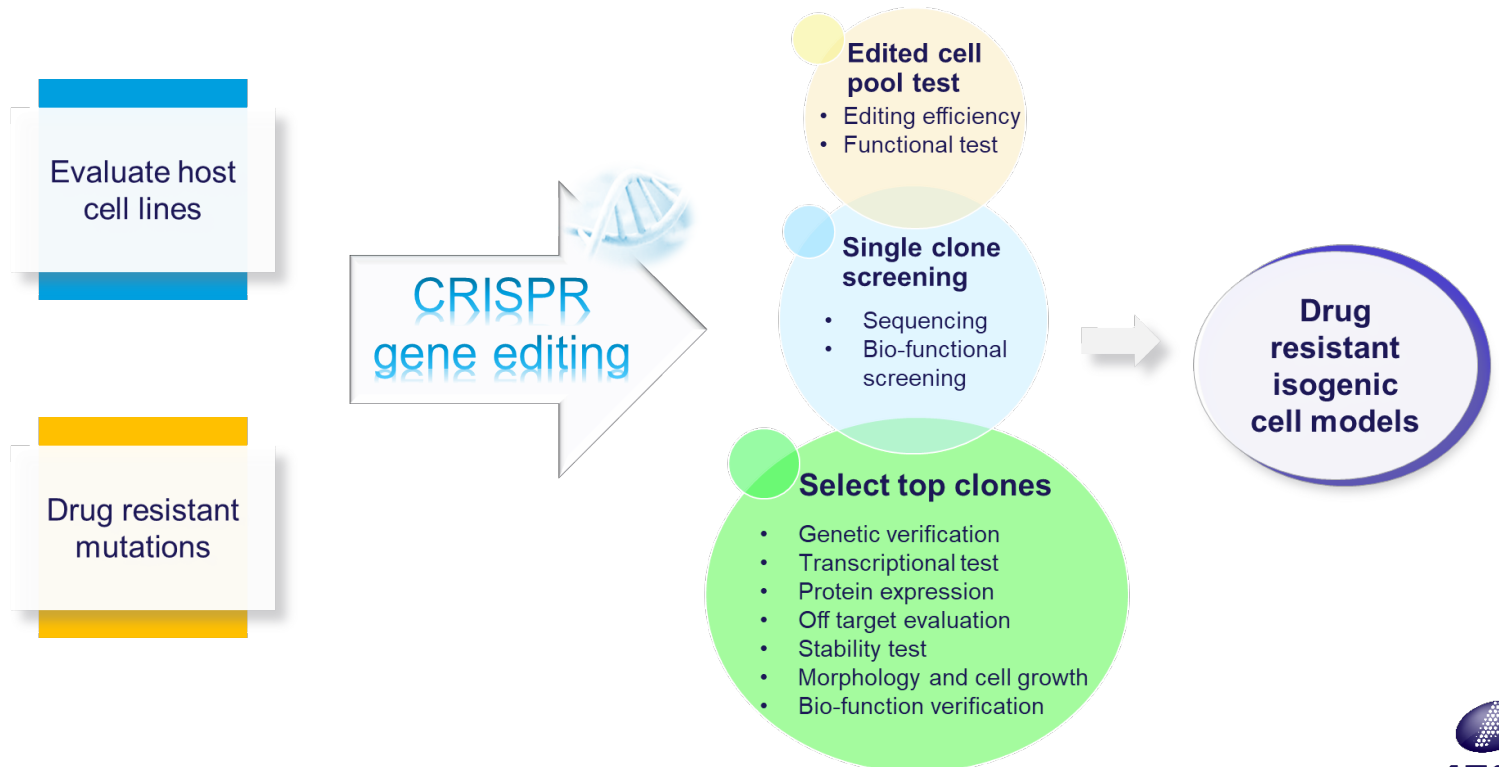 Evaluate host
cell lines
Drug resistant
mutations
CRISPR
gene editing
Edited cell
pool test
• Editing efficiency
• Functional test
Single clone
screening
• Sequencing
• Bio-functional
screening
Select top clones
• Genetic verification
• Transcriptional test
• Protein expression
• Off target evaluation
• Stability test
• Morphology and cell growth
• Bio-function verification
Drug
resistant
isogenic
cell models